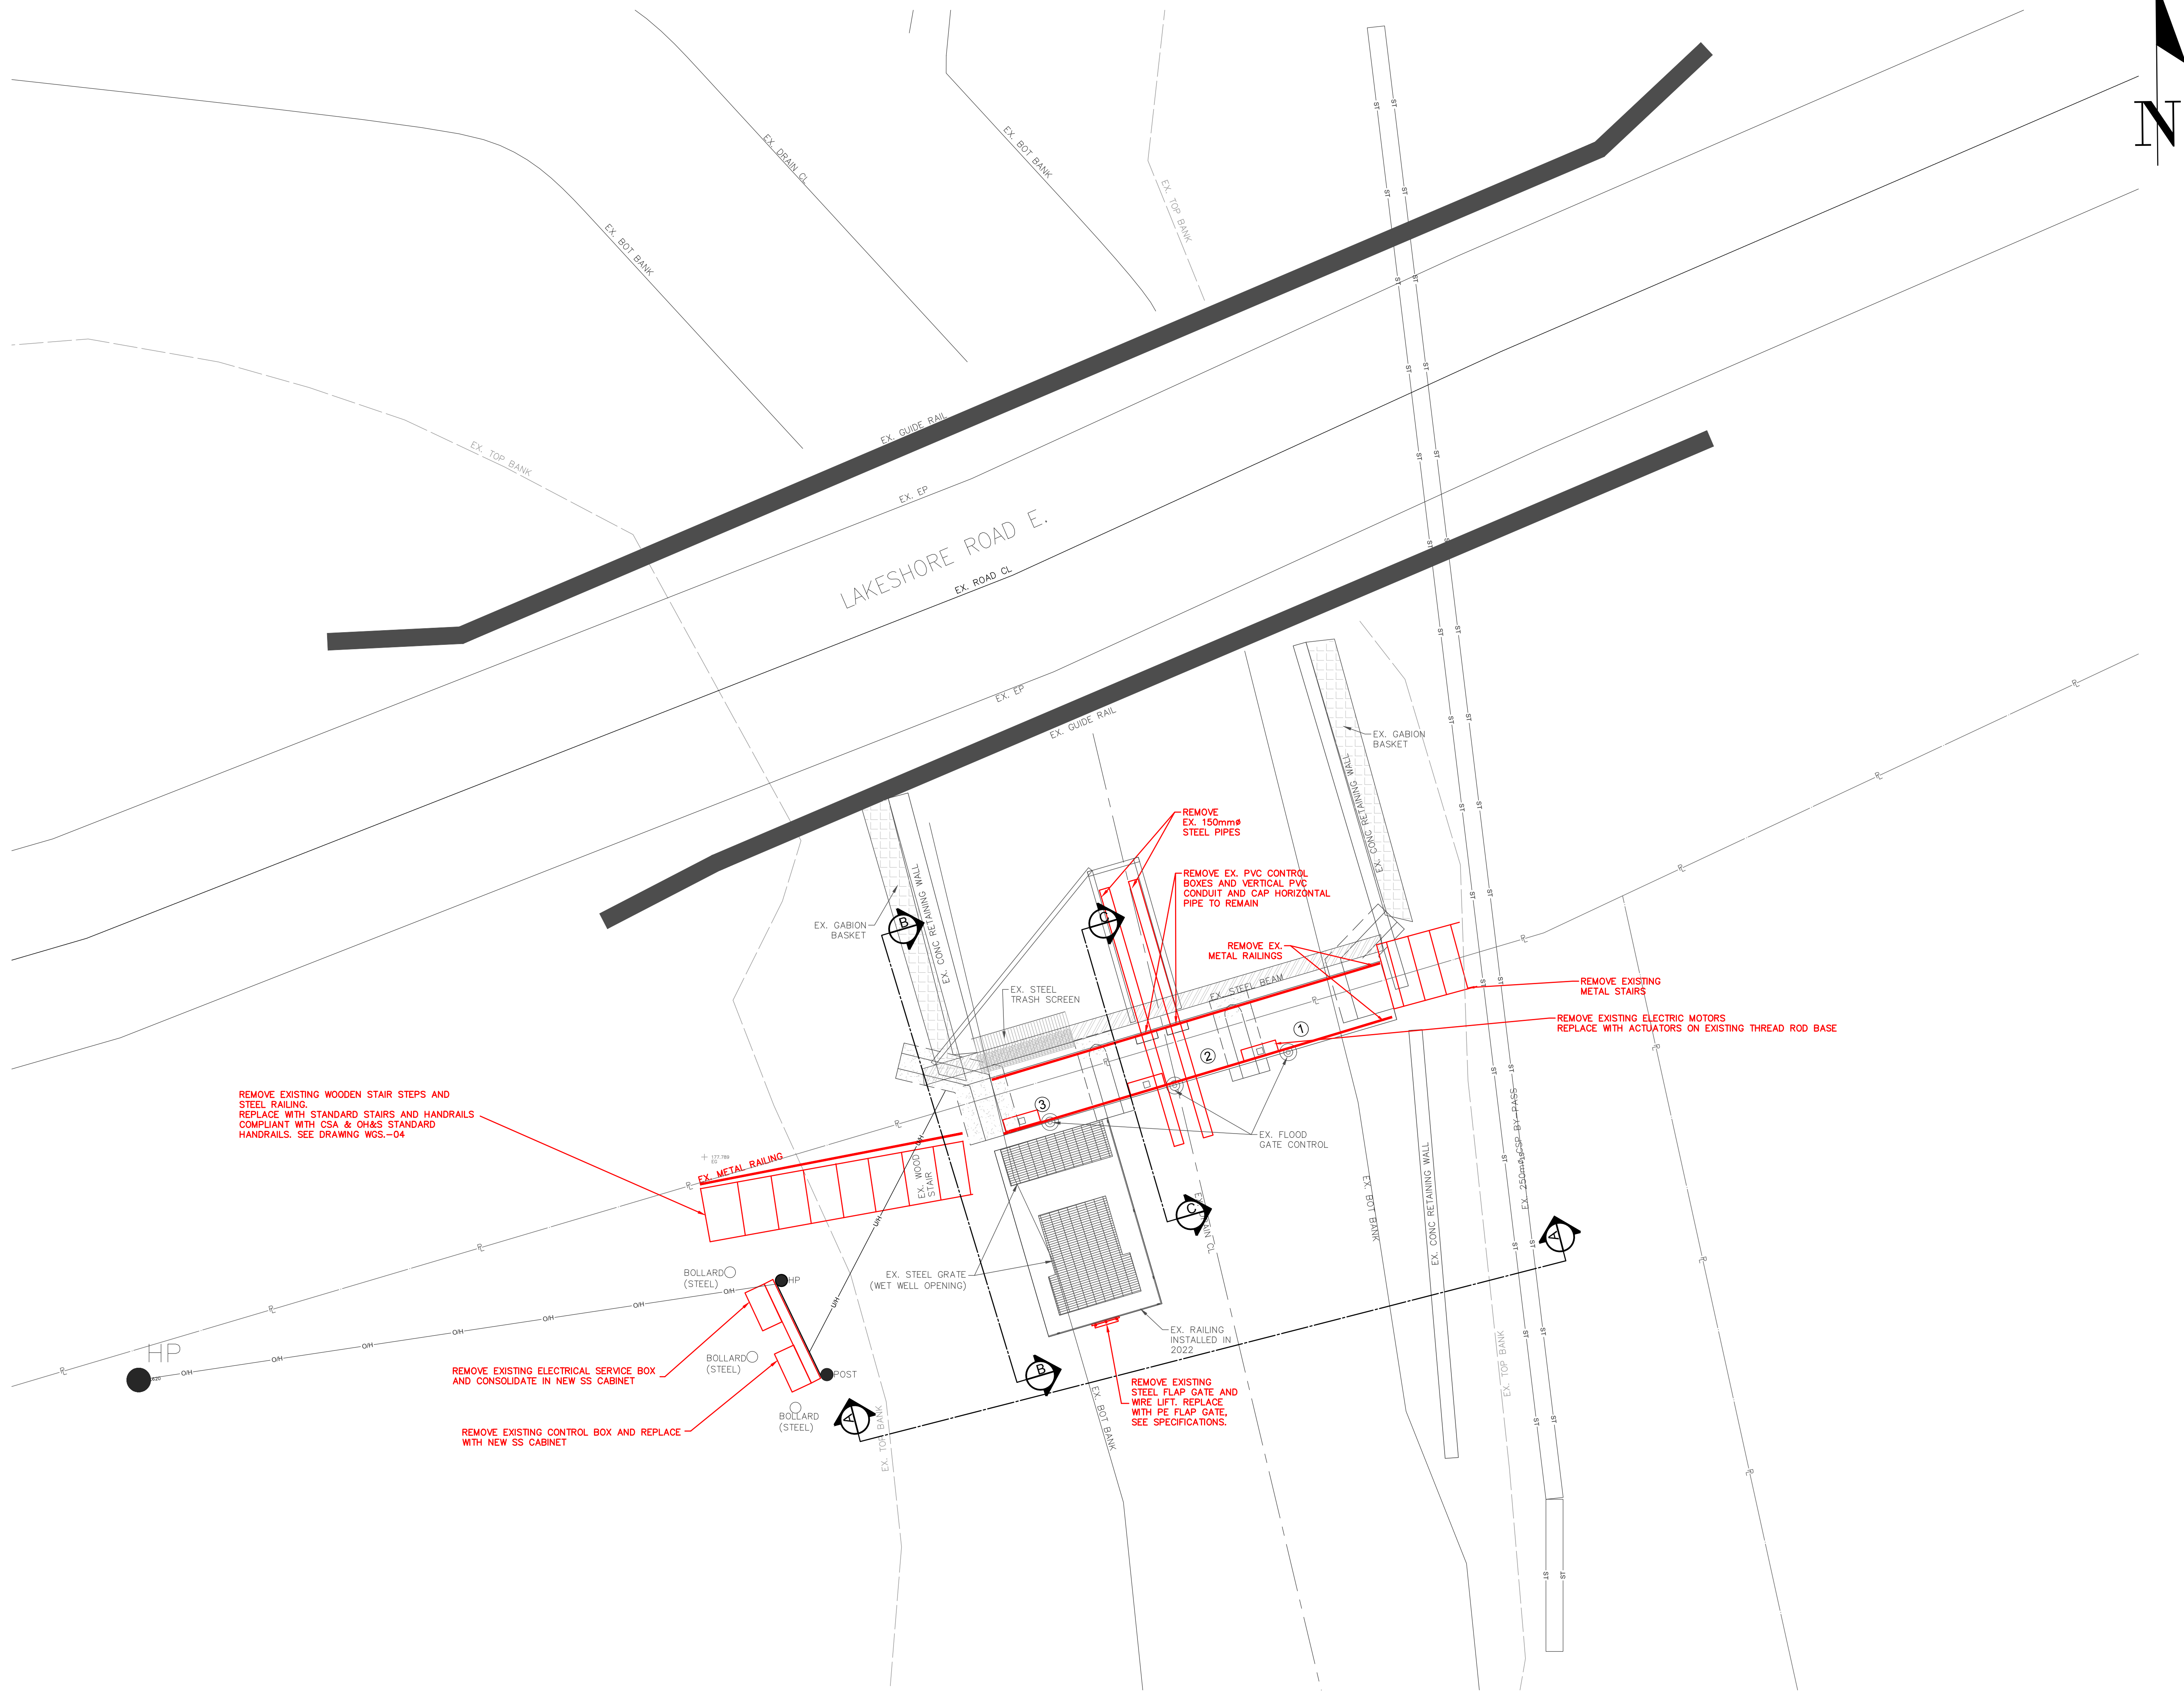 N
EX. DRAIN CL
EX. BOT BANK
EX. TOP BANK
EX. BOT BANK
EX. TOP BANK
EX. GUIDE RAIL
EX. EP
LAKESHORE ROAD E.
EX. ROAD CL
EX. EP
EX. GUIDE RAIL
EX. GABION
BASKET
EX. CONC RETAINING WALL
REMOVE
EX. 150mmø
STEEL PIPES
REMOVE EX. PVC CONTROL
BOXES AND VERTICAL PVC
CONDUIT AND CAP HORIZONTAL
PIPE TO REMAIN
EX. GABION
BASKET
EX. CONC RETAINING WALL
B
C
REMOVE EX.
METAL RAILINGS
EX. STEEL BEAM
EX. STEEL
TRASH SCREEN
REMOVE EXISTING
METAL STAIRS
REMOVE EXISTING ELECTRIC MOTORS
REPLACE WITH ACTUATORS ON EXISTING THREAD ROD BASE
1
2
3
REMOVE EXISTING WOODEN STAIR STEPS AND
STEEL RAILING.
REPLACE WITH STANDARD STAIRS AND HANDRAILS
COMPLIANT WITH CSA & OH&S STANDARD
HANDRAILS. SEE DRAWING WGS.-04
EX. FLOOD
GATE CONTROL
177.789
EX. METAL RAILING
EX. WOOD
STAIR
EX. CONC RETAINING WALL
EX. 250mmø CSP BY-PASS
EX. BOT BANK
C
A
BOLLARD
(STEEL)
HP
EX. STEEL GRATE
(WET WELL OPENING)
EX. RAILING
INSTALLED IN
2022
HP
O/H
U/H
ST
PL
BOLLARD
(STEEL)
POST
REMOVE EXISTING ELECTRICAL SERVICE BOX
AND CONSOLIDATE IN NEW SS CABINET
B
A
REMOVE EXISTING
STEEL FLAP GATE AND
WIRE LIFT. REPLACE
WITH PE FLAP GATE,
SEE SPECIFICATIONS.
BOLLARD
(STEEL)
REMOVE EXISTING CONTROL BOX AND REPLACE
WITH NEW SS CABINET
EX. TOP BANK
EX. BOT BANK
EX. TOP BANK